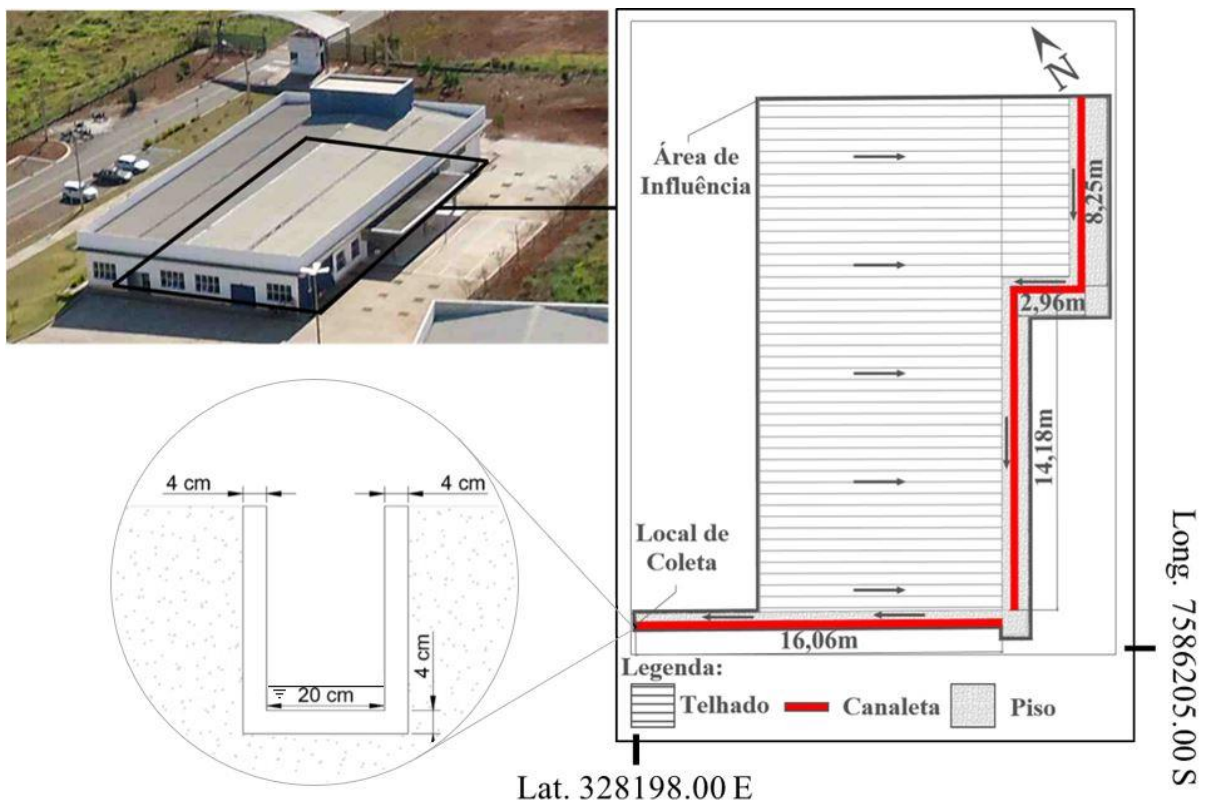 N
Área de
Influência
8,25m
2,96m
14,18m
4 cm
4 cm
Local de
Coleta
4 cm
20 cm
16,06m
Legenda:
Telhado
Canaleta
Piso
Long. 7586205.00 S
Lat. 328198.00 E